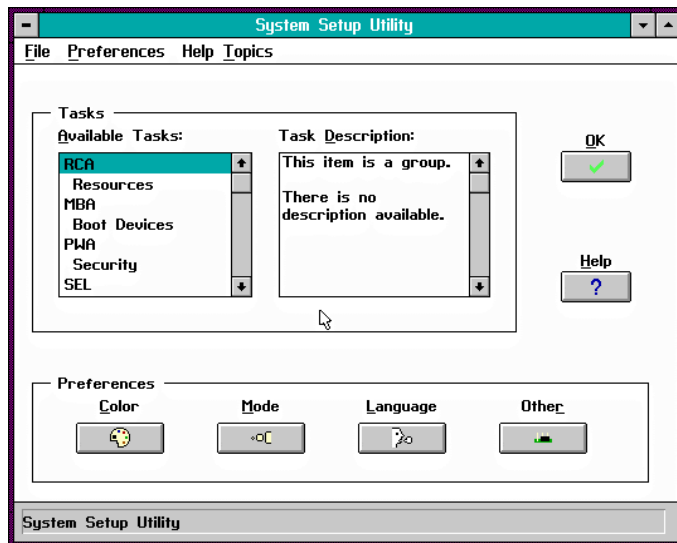 System Setup Utility
File Preferences Help Topics
Tasks
Available Tasks:
RCA
Resources
MBA
Boot Devices
PWA
Security
SEL
Task Description:
This item is a group.
There is no
description available.
OK
Help
?
Preferences
Color
Mode
Language
Other
System Setup Utility